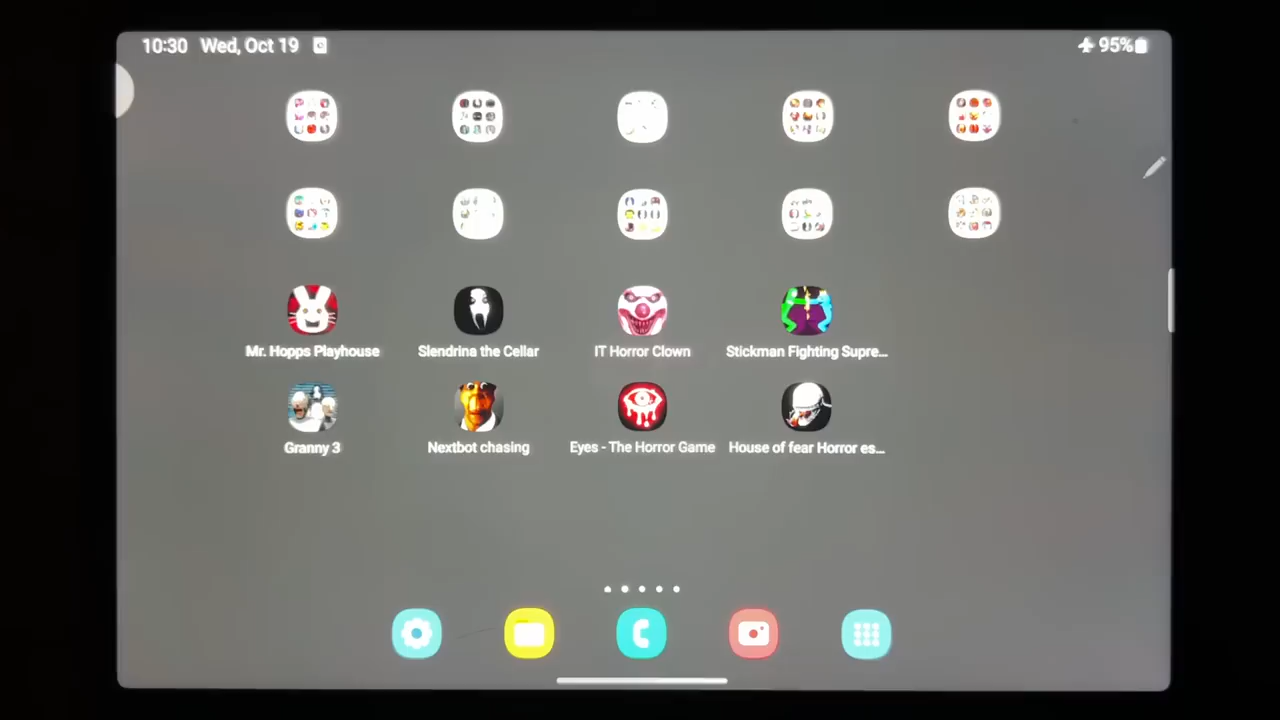 10:30 Wed, Oct 19
95%
Mr. Hopps Playhouse
Slendrina the Cellar
IT Horror Clown
Stickman Fighting Supre...
Granny 3
Nextbot chasing
Eyes - The Horror Game
House of fear Horror es...